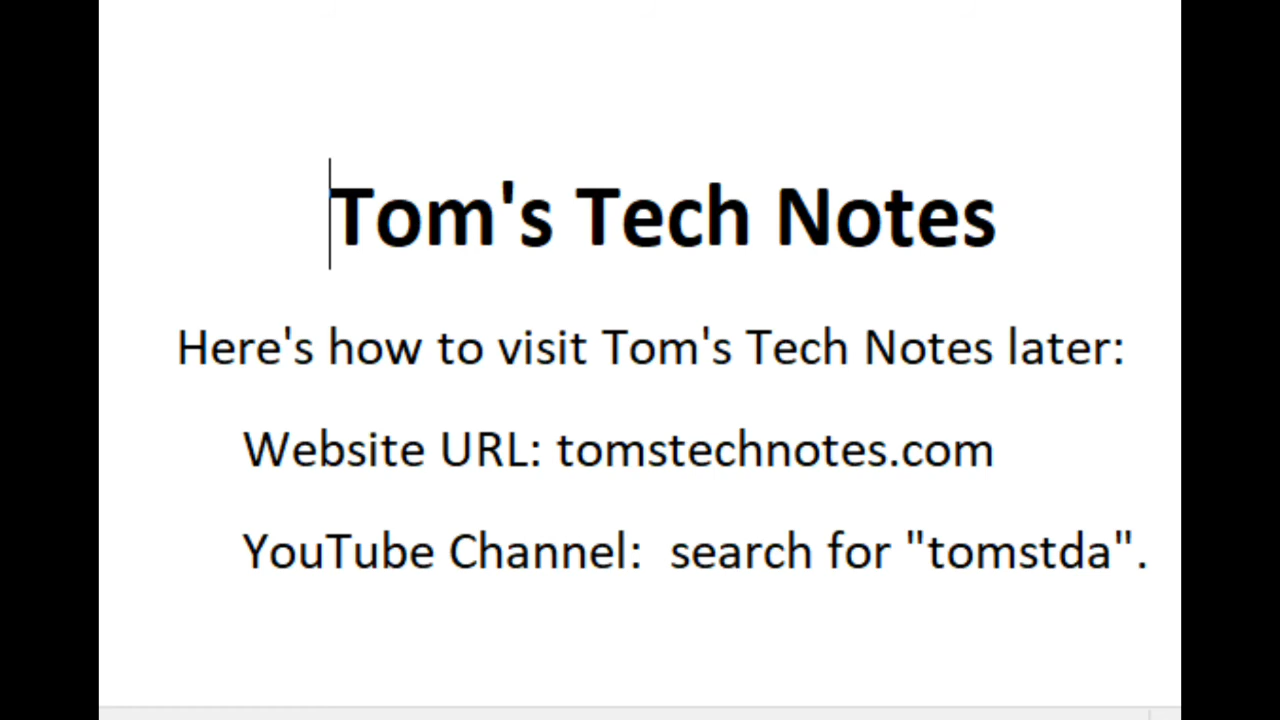 Tom's Tech Notes
Here's how to visit Tom's Tech Notes later:
Website URL: tomstechnotes.com
YouTube Channel:  search for "tomstda".